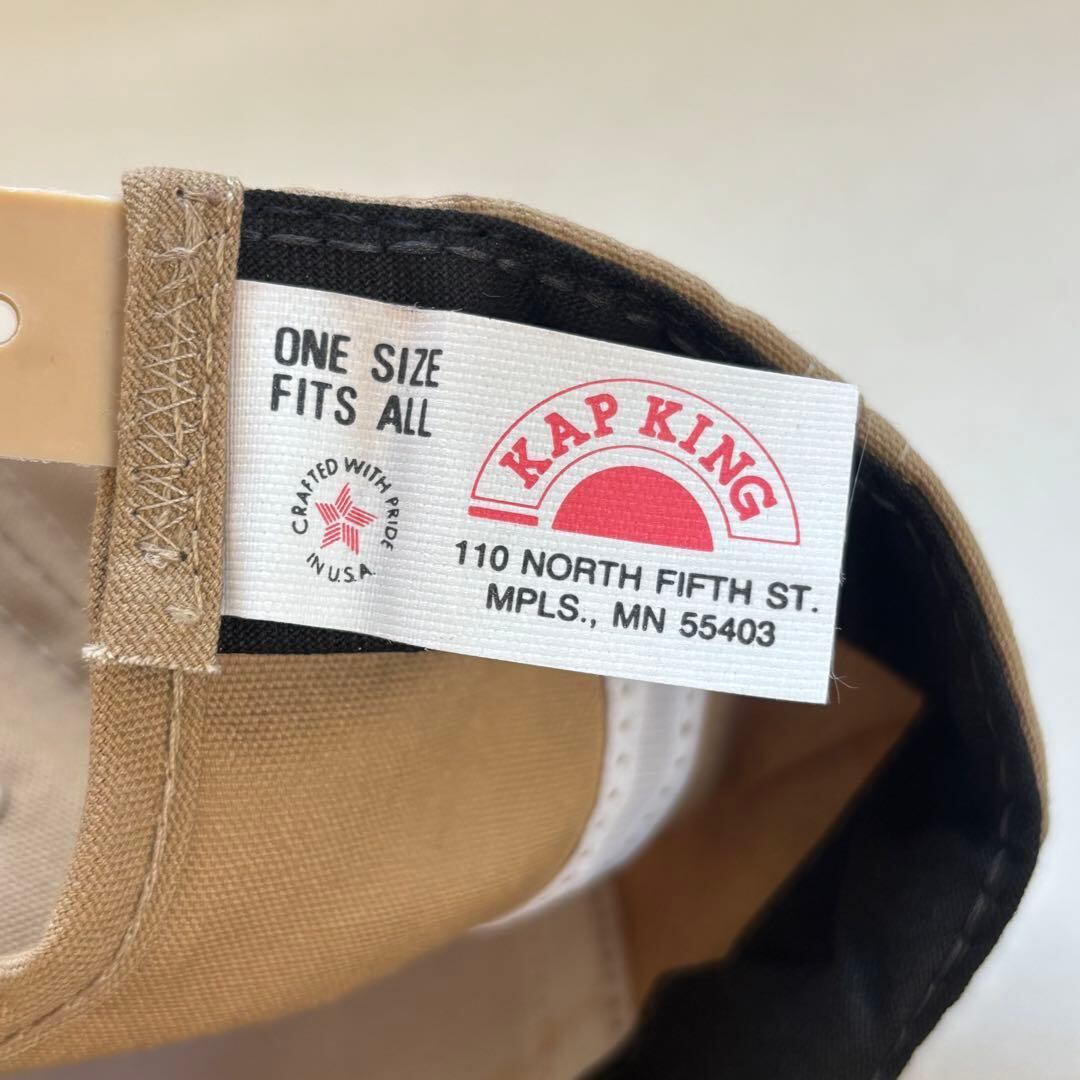 ONE SIZE
FITS ALL
CRAFTED WITH PRIDE
IN U.S.A.
KAP KING
110 NORTH FIFTH ST.
MPLS., MN 55403